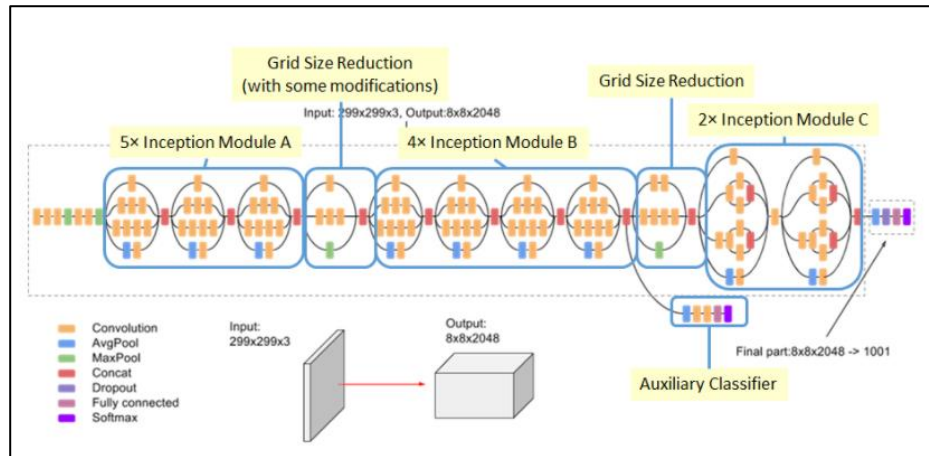 Grid Size Reduction
(with some modifications)
Grid Size Reduction
Input: 299x299x3, Output:8x8x2048
2× Inception Module C
5× Inception Module A
4× Inception Module B
Convolution
AvgPool
MaxPool
Concat
Dropout
Fully connected
Softmax
Input:
299x299x3
Output:
8x8x2048
Final part:8x8x2048 -> 1001
Auxiliary Classifier